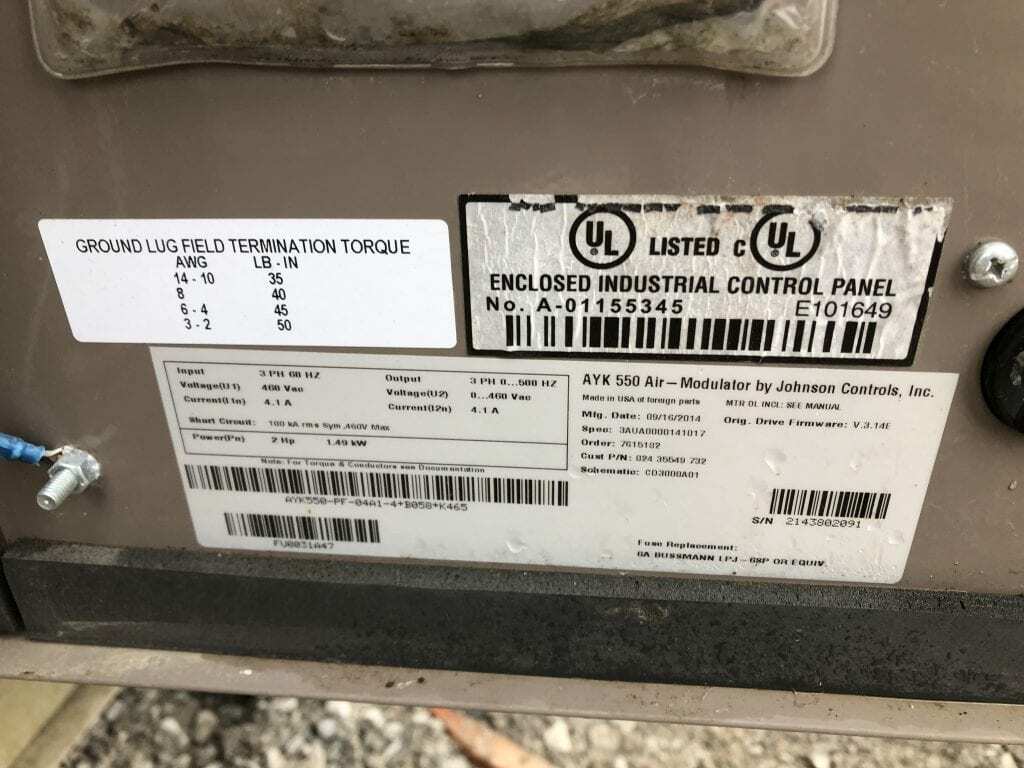 GROUND LUG FIELD TERMINATION TORQUE
AWG LB - IN
14 - 10 35
8 40
6 - 4 45
3 - 2 50
UL LISTED C UL
ENCLOSED INDUSTRIAL CONTROL PANEL
No. A-01155345 E101649
Input 3 PH 60 HZ
Voltage(U1) 460 Vac
Current(I1n) 4.1 A
Output 3 PH 0...500 HZ
Voltage(U2) 0...460 Vac
Current(I2n) 4.1 A
Short Circuit: 100 kA rms Sym ,460V Max
Power(Pn) 2 Hp 1.49 kW
Note: For Torque & Conductors see Documentation
AYK550-PF-04A1-4+B058+K465
FU0031A47
AYK 550 Air-Modulator by Johnson Controls, Inc.
Made in USA of foreign parts MTR OL INCL: SEE MANUAL
Mfg. Date: 09/16/2014 Orig. Drive Firmware: V.3.14E
Spec: 3AUA0000141017
Order: 7615182
Cust P/N: 024 35549 732
Schematic: CD3000A01
S/N 2143802091
Fuse Replacement:
6A BUSSMANN LPJ-6SP OR EQUIV.